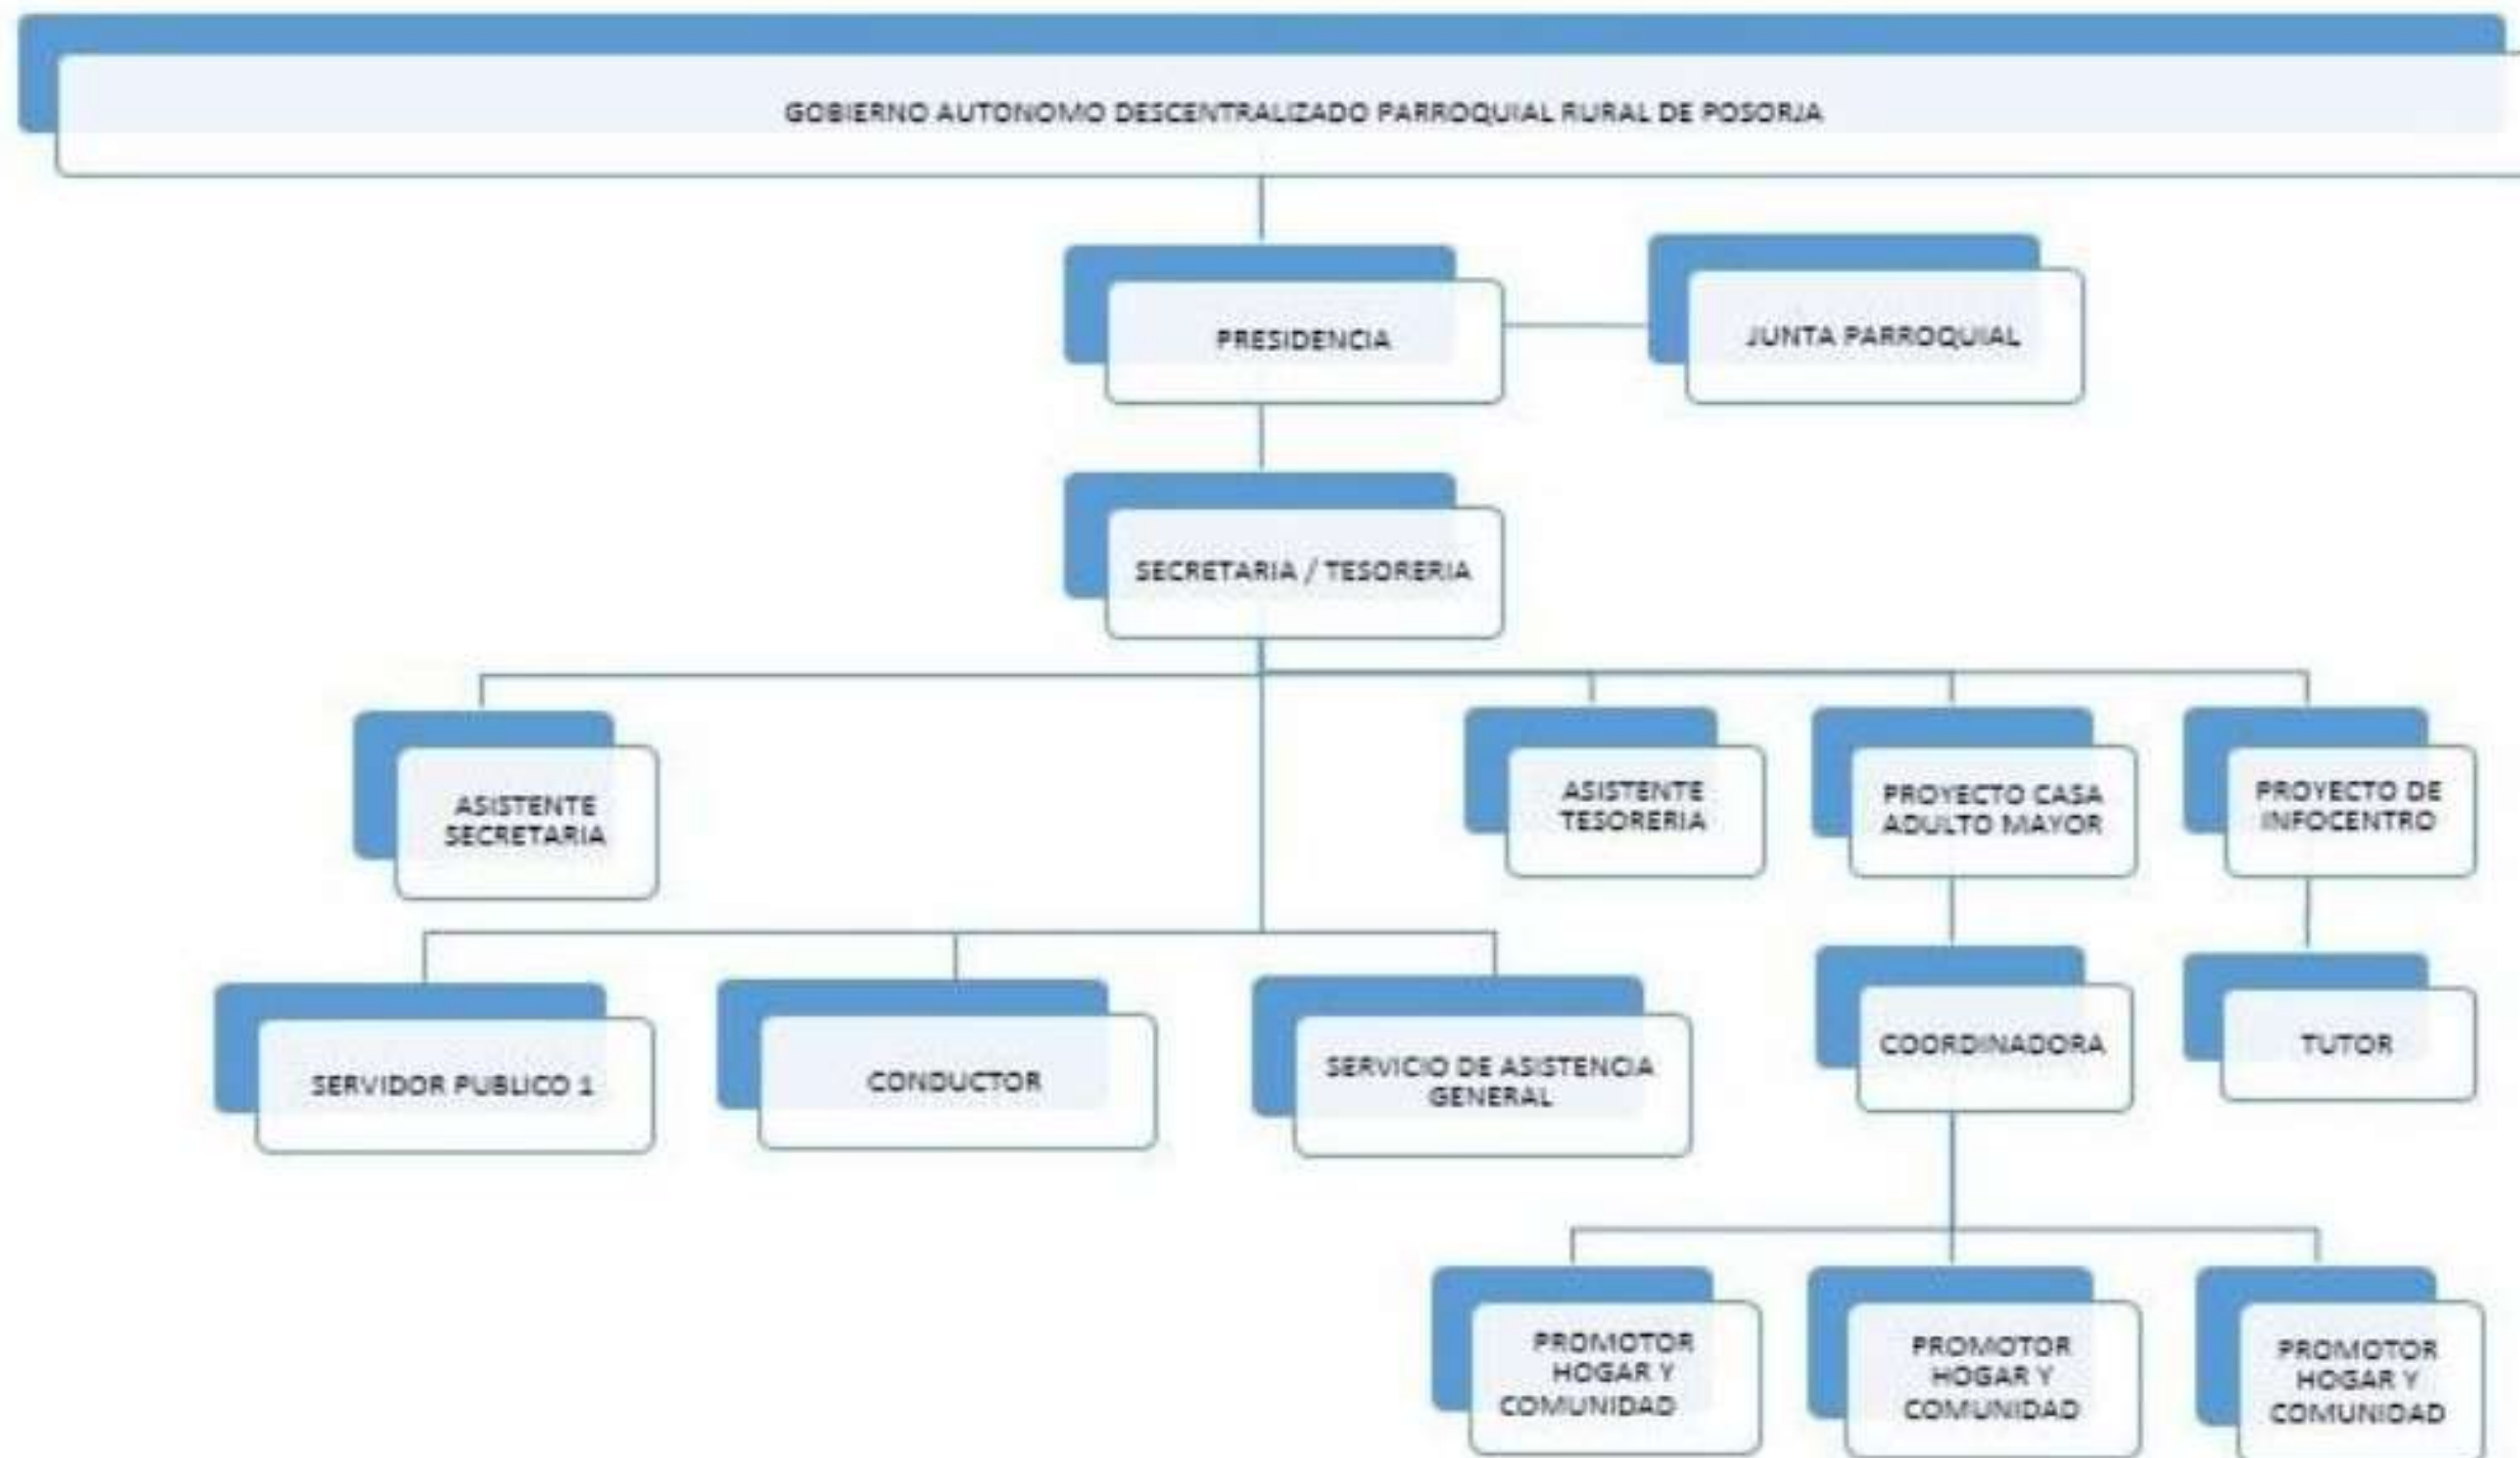 GOBIERNO AUTONOMO DESCENTRALIZADO PARROQUIAL RURAL DE POSORJA
PRESIDENCIA
JUNTA PARROQUIAL
SECRETARIA / TESORERIA
ASISTENTE
SECRETARIA
ASISTENTE
TESORERIA
PROYECTO CASA
ADULTO MAYOR
PROYECTO DE
INFOCENTRO
SERVIDOR PUBLICO 1
CONDUCTOR
SERVICIO DE ASISTENCIA
GENERAL
COORDINADORA
TUTOR
PROMOTOR
HOGAR Y
COMUNIDAD
PROMOTOR
HOGAR Y
COMUNIDAD
PROMOTOR
HOGAR Y
COMUNIDAD